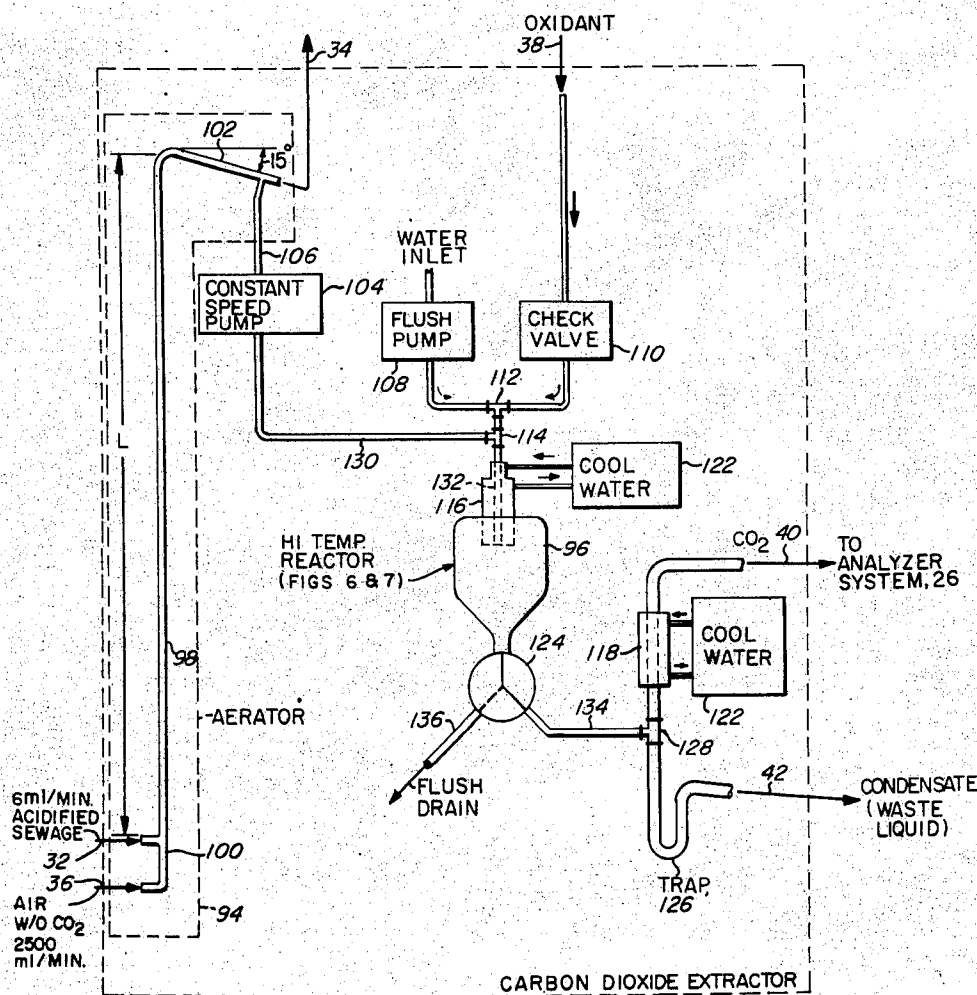 OXIDANT
38
34
102
15°
106
WATER
INLET
CONSTANT
SPEED
PUMP
104
FLUSH
PUMP
108
CHECK
VALVE
110
112
114
130
L
132
116
COOL
WATER
122
HI TEMP.
REACTOR
(FIGS 6 & 7)
96
CO2
40
TO
ANALYZER
SYSTEM, 26
124
118
COOL
WATER
122
98
AERATOR
136
134
128
FLUSH
DRAIN
42
CONDENSATE
(WASTE
LIQUID)
6ml/MIN.
ACIDIFIED
SEWAGE
32
100
36
AIR
W/O CO2
2500
ml/MIN.
94
TRAP,
126
CARBON DIOXIDE EXTRACTOR